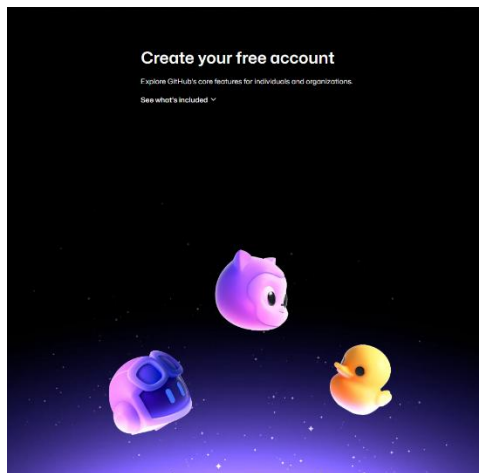 Create your free account
Explore GitHub's core features for individuals and organizations.
See what's included